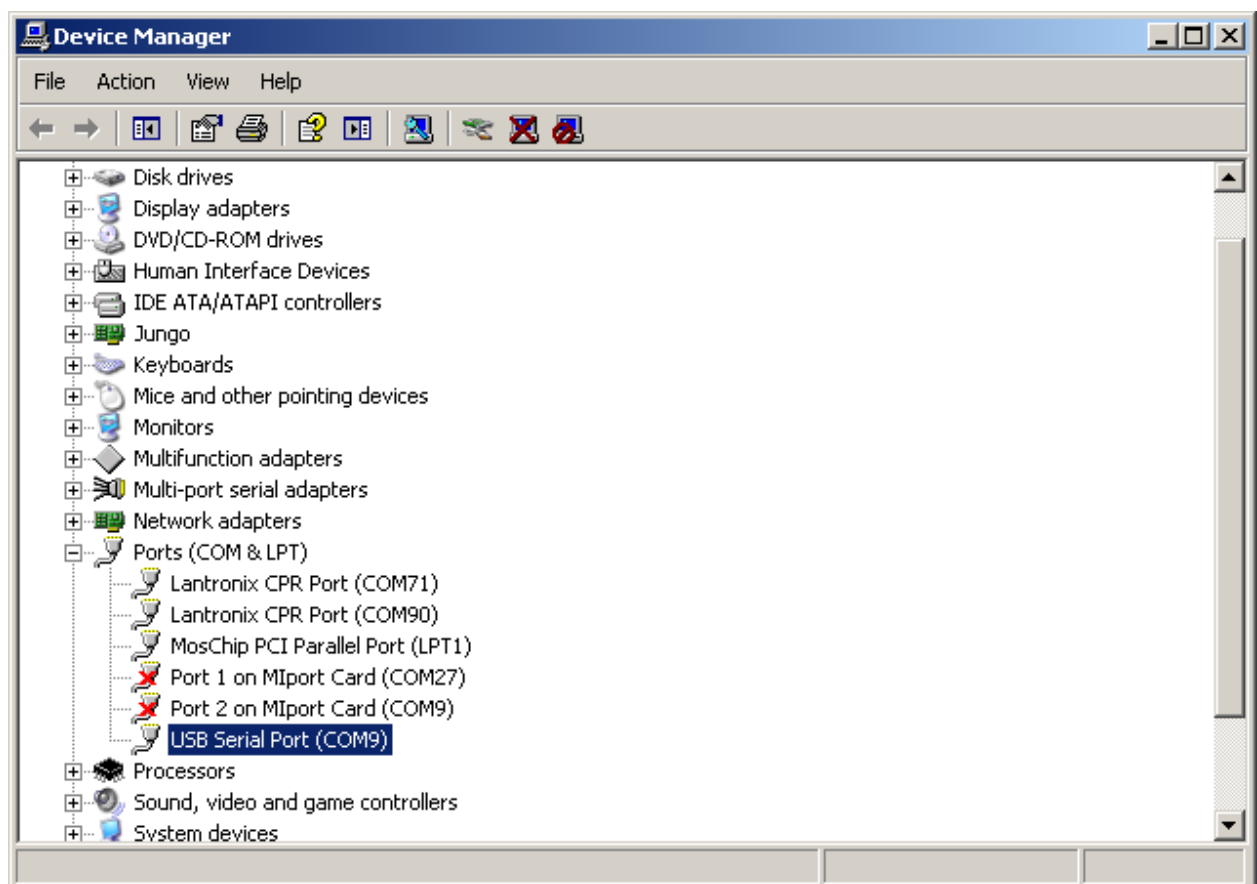 Device Manager
File Action View Help
Disk drives
Display adapters
DVD/CD-ROM drives
Human Interface Devices
IDE ATA/ATAPI controllers
Jungo
Keyboards
Mice and other pointing devices
Monitors
Multifunction adapters
Multi-port serial adapters
Network adapters
Ports (COM & LPT)
Lantronix CPR Port (COM71)
Lantronix CPR Port (COM90)
MosChip PCI Parallel Port (LPT1)
Port 1 on MIport Card (COM27)
Port 2 on MIport Card (COM9)
USB Serial Port (COM9)
Processors
Sound, video and game controllers
System devices